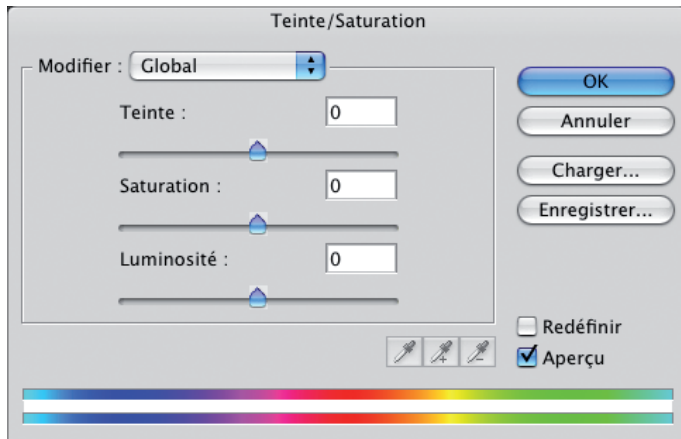 Teinte/Saturation
Modifier : Global
Teinte : 0
Saturation : 0
Luminosité : 0
OK
Annuler
Charger...
Enregistrer...
Redéfinir
Aperçu